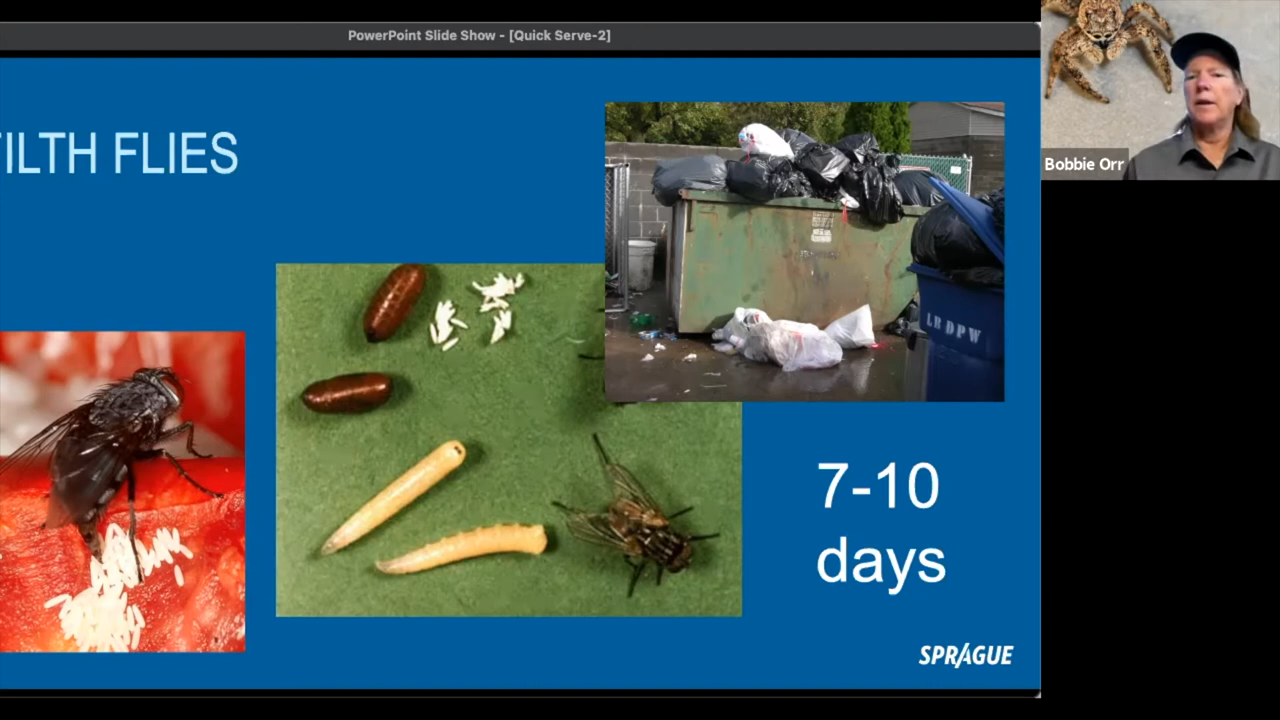 PowerPoint Slide Show - [Quick Serve-2]
ILTH FLIES
Bobbie Orr
LBDPW
7-10
days
SPRAGUE